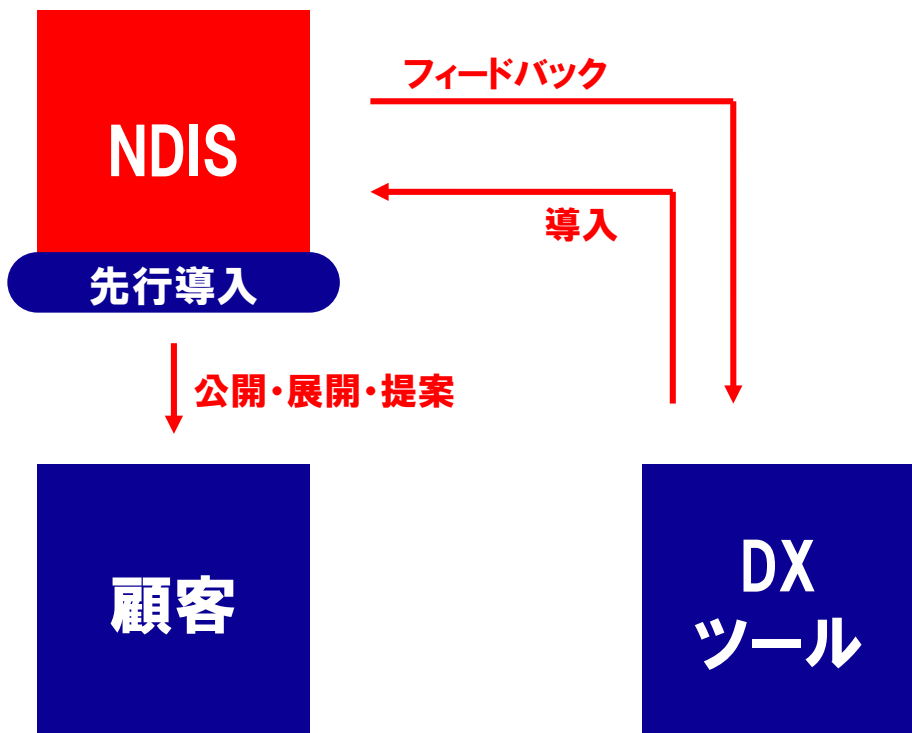 フィードバック
NDIS
導入
先行導入
公開・展開・提案
顧客
DX
ツール